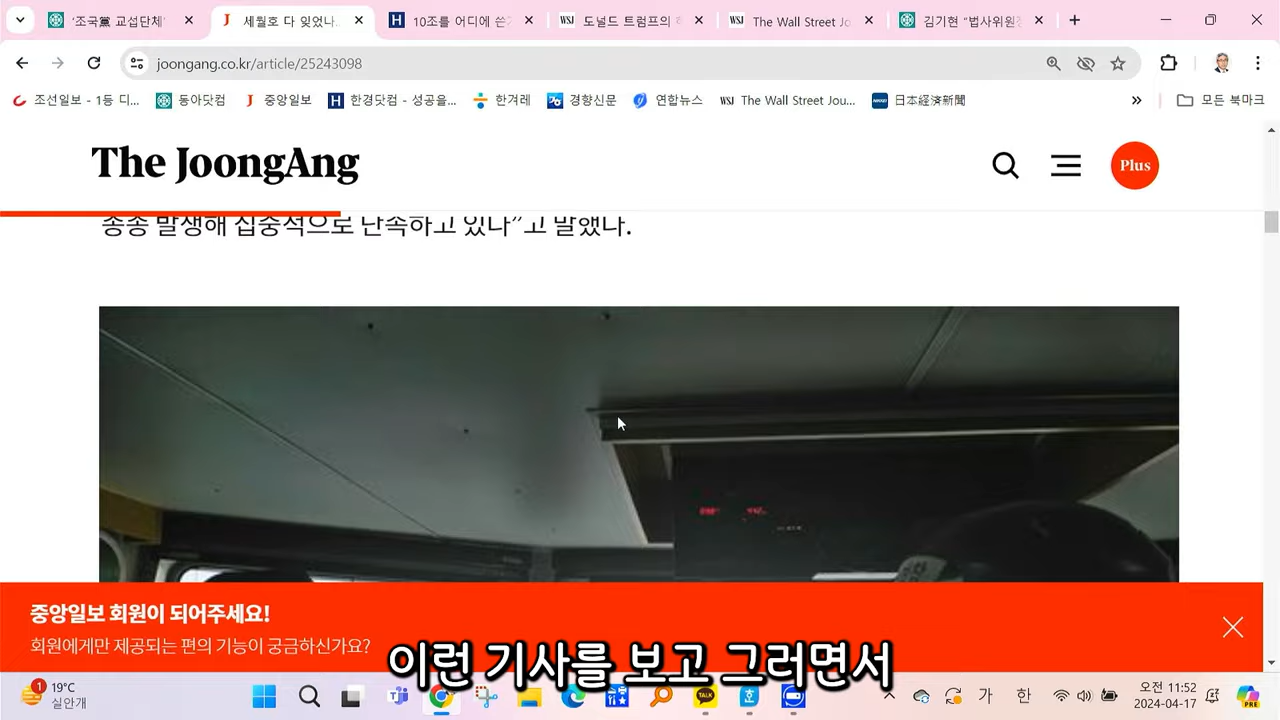 '조국黨 교섭단체'
세월호 다 잊었나
10조를 어디에 쓴
WSJ 도널드 트럼프의
WSJ The Wall Street Jo
김기현 "법사위원
joongang.co.kr/article/25243098
조선일보 - 1등 디...
동아닷컴
중앙일보
한경닷컴 - 성공을...
한겨레
경향신문
연합뉴스
WSJ The Wall Street Jou...
日本経済新聞
모든 북마크
The JoongAng
Plus
종종 발생해 집중적으로 단속하고 있다"고 말했다.
중앙일보 회원이 되어주세요!
회원에게만 제공되는 편의 기능이 궁금하신가요?
이런 기사를 보고 그러면서
1
19°C
실안개
가
한
오전 11:52
2024-04-17